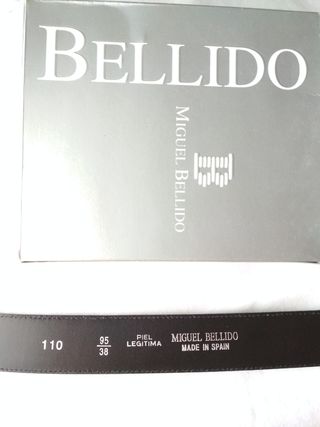 BELLIDO
MIGUEL BELLIDO
110
95
38
PIEL
LEGITIMA
MIGUEL BELLIDO
MADE IN SPAIN